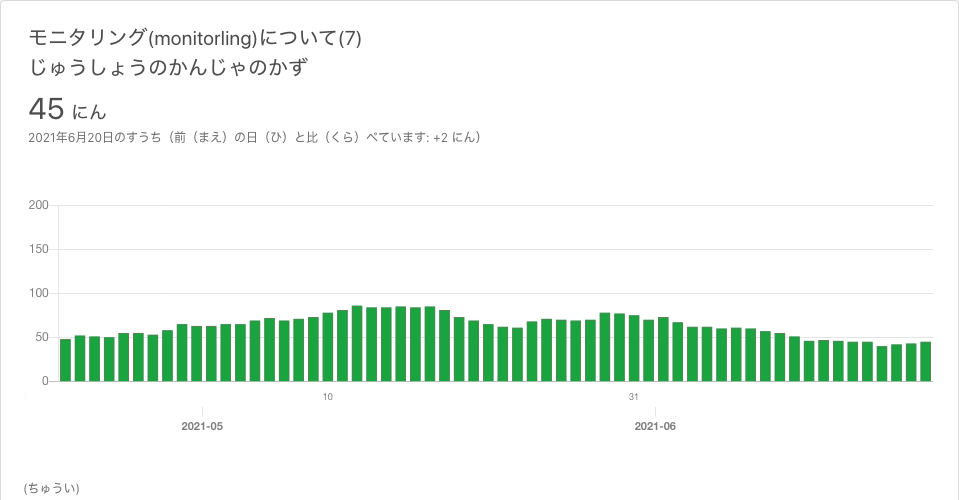 モニタリング(monitorling)について(7)
じゅうしょうのかんじゃのかず
45 にん
2021年6月20日のすうち（前（まえ）の日（ひ）と比（くら）べています: +2 にん）
200
150
100
50
0
10
31
2021-05
2021-06
(ちゅうい)